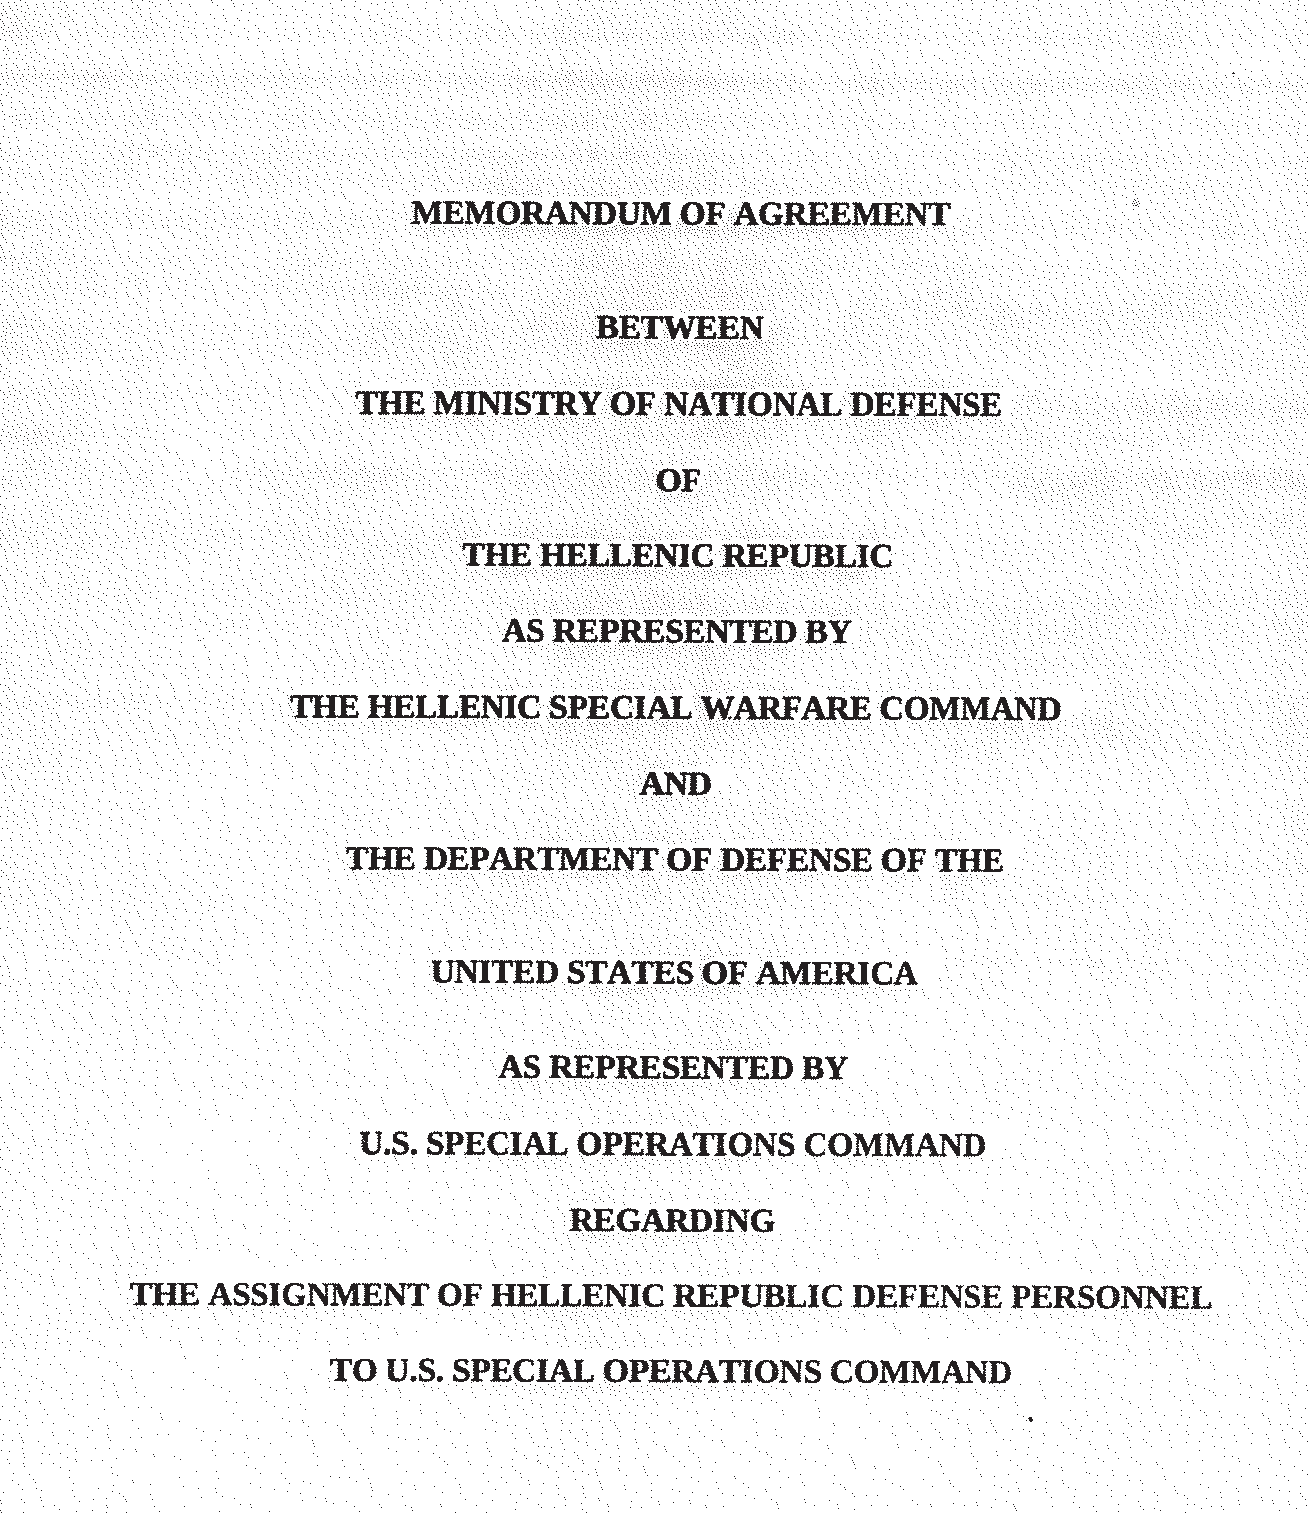 MEMORANDUM OF AGREEMENT
BETWEEN
THE MINISTRY OF NATIONAL DEFENSE
OF
THE HELLENIC REPUBLIC
AS REPRESENTED BY
THE HELLENIC SPECIAL WARFARE COMMAND
AND
THE DEPARTMENT OF DEFENSE OF THE
UNITED STATES OF AMERICA
AS REPRESENTED BY
U.S. SPECIAL OPERATIONS COMMAND
REGARDING
THE ASSIGNMENT OF HELLENIC REPUBLIC DEFENSE PERSONNEL
TO U.S. SPECIAL OPERATIONS COMMAND